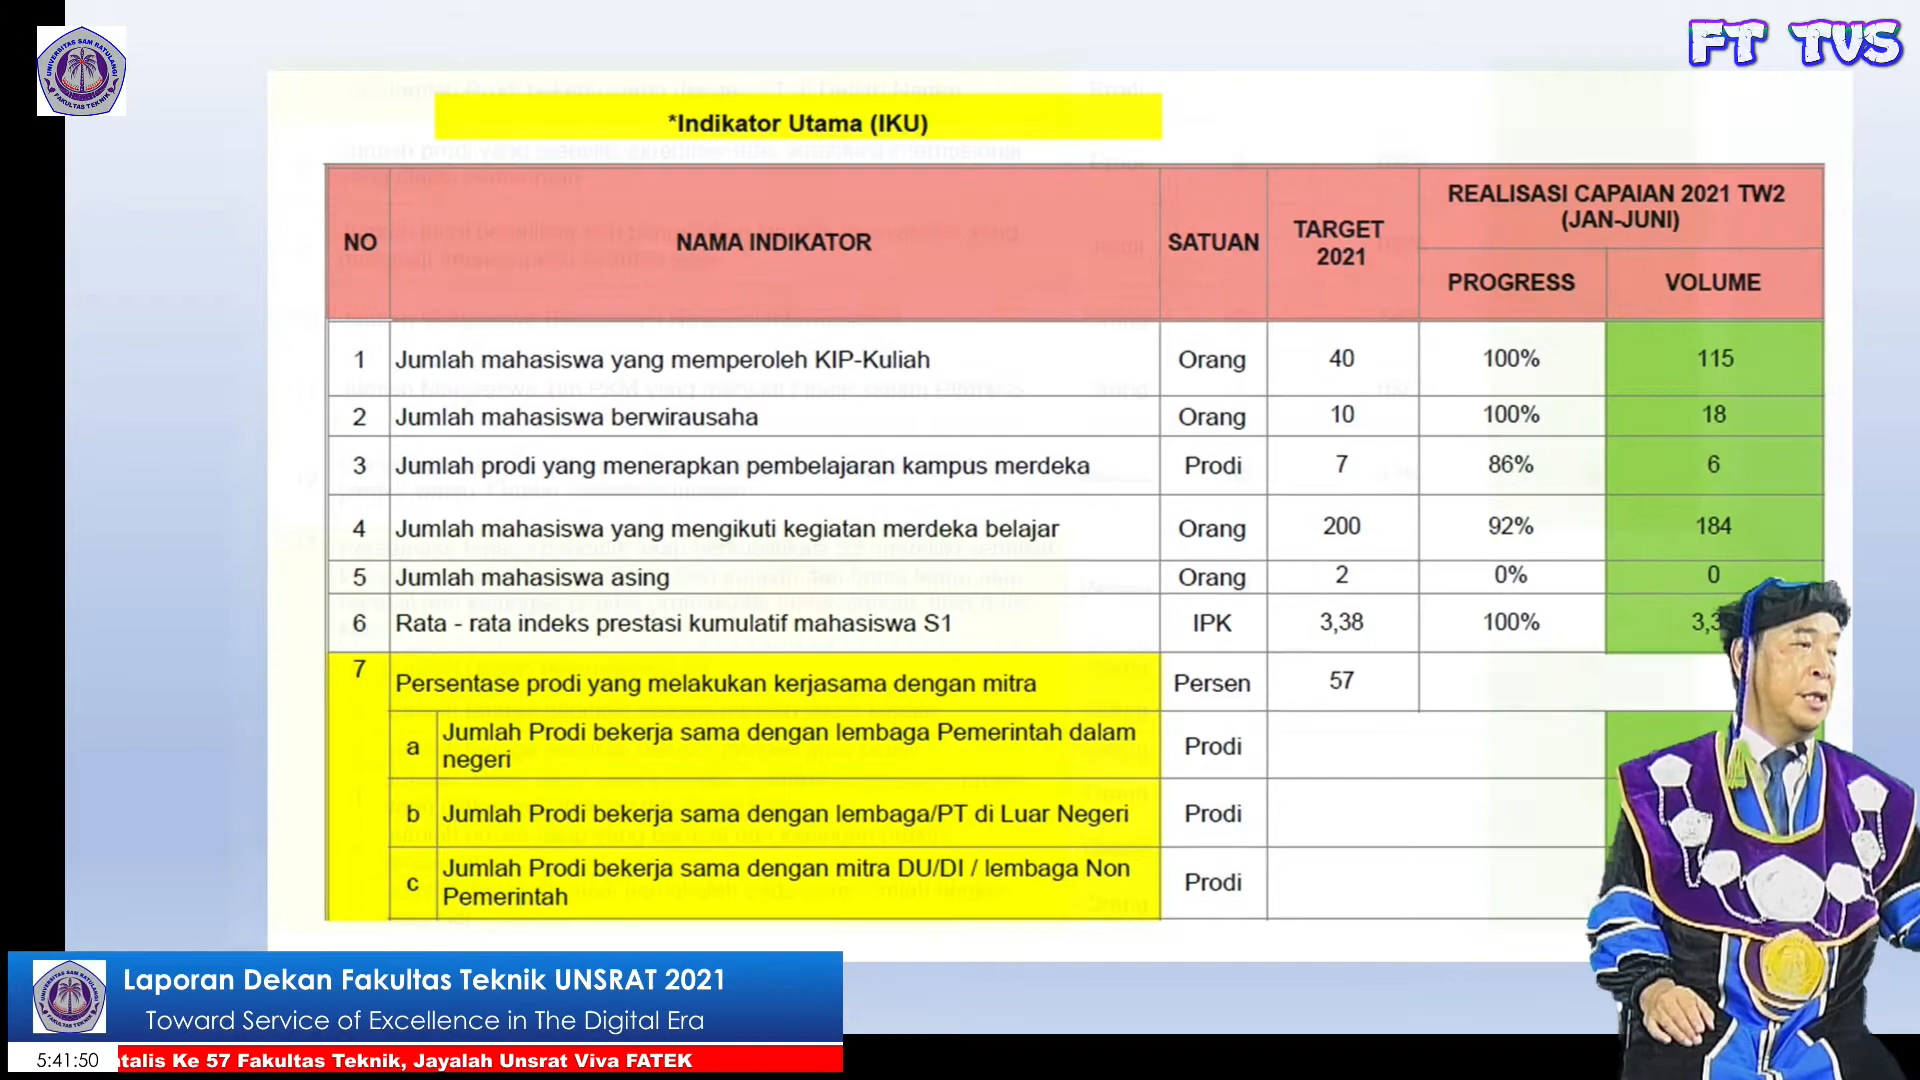 FT TVS
UNIVERSITAS SAM RATULANGI
FAKULTAS TEKNIK
*Indikator Utama (IKU)
NO
NAMA INDIKATOR
SATUAN
TARGET
2021
REALISASI CAPAIAN 2021 TW2
(JAN-JUNI)
PROGRESS
VOLUME
1 Jumlah mahasiswa yang memperoleh KIP-Kuliah Orang 40 100% 115
2 Jumlah mahasiswa berwirausaha Orang 10 100% 18
3 Jumlah prodi yang menerapkan pembelajaran kampus merdeka Prodi 7 86% 6
4 Jumlah mahasiswa yang mengikuti kegiatan merdeka belajar Orang 200 92% 184
5 Jumlah mahasiswa asing Orang 2 0% 0
6 Rata - rata indeks prestasi kumulatif mahasiswa S1 IPK 3,38 100%
7 Persentase prodi yang melakukan kerjasama dengan mitra Persen 57
a Jumlah Prodi bekerja sama dengan lembaga Pemerintah dalam
negeri
Prodi
b Jumlah Prodi bekerja sama dengan lembaga/PT di Luar Negeri Prodi
c Jumlah Prodi bekerja sama dengan mitra DU/DI / lembaga Non
Pemerintah
Prodi
Laporan Dekan Fakultas Teknik UNSRAT 2021
Toward Service of Excellence in The Digital Era
5:41:50
Ke 57 Fakultas Teknik, Jayalah Unsrat Viva FATEK